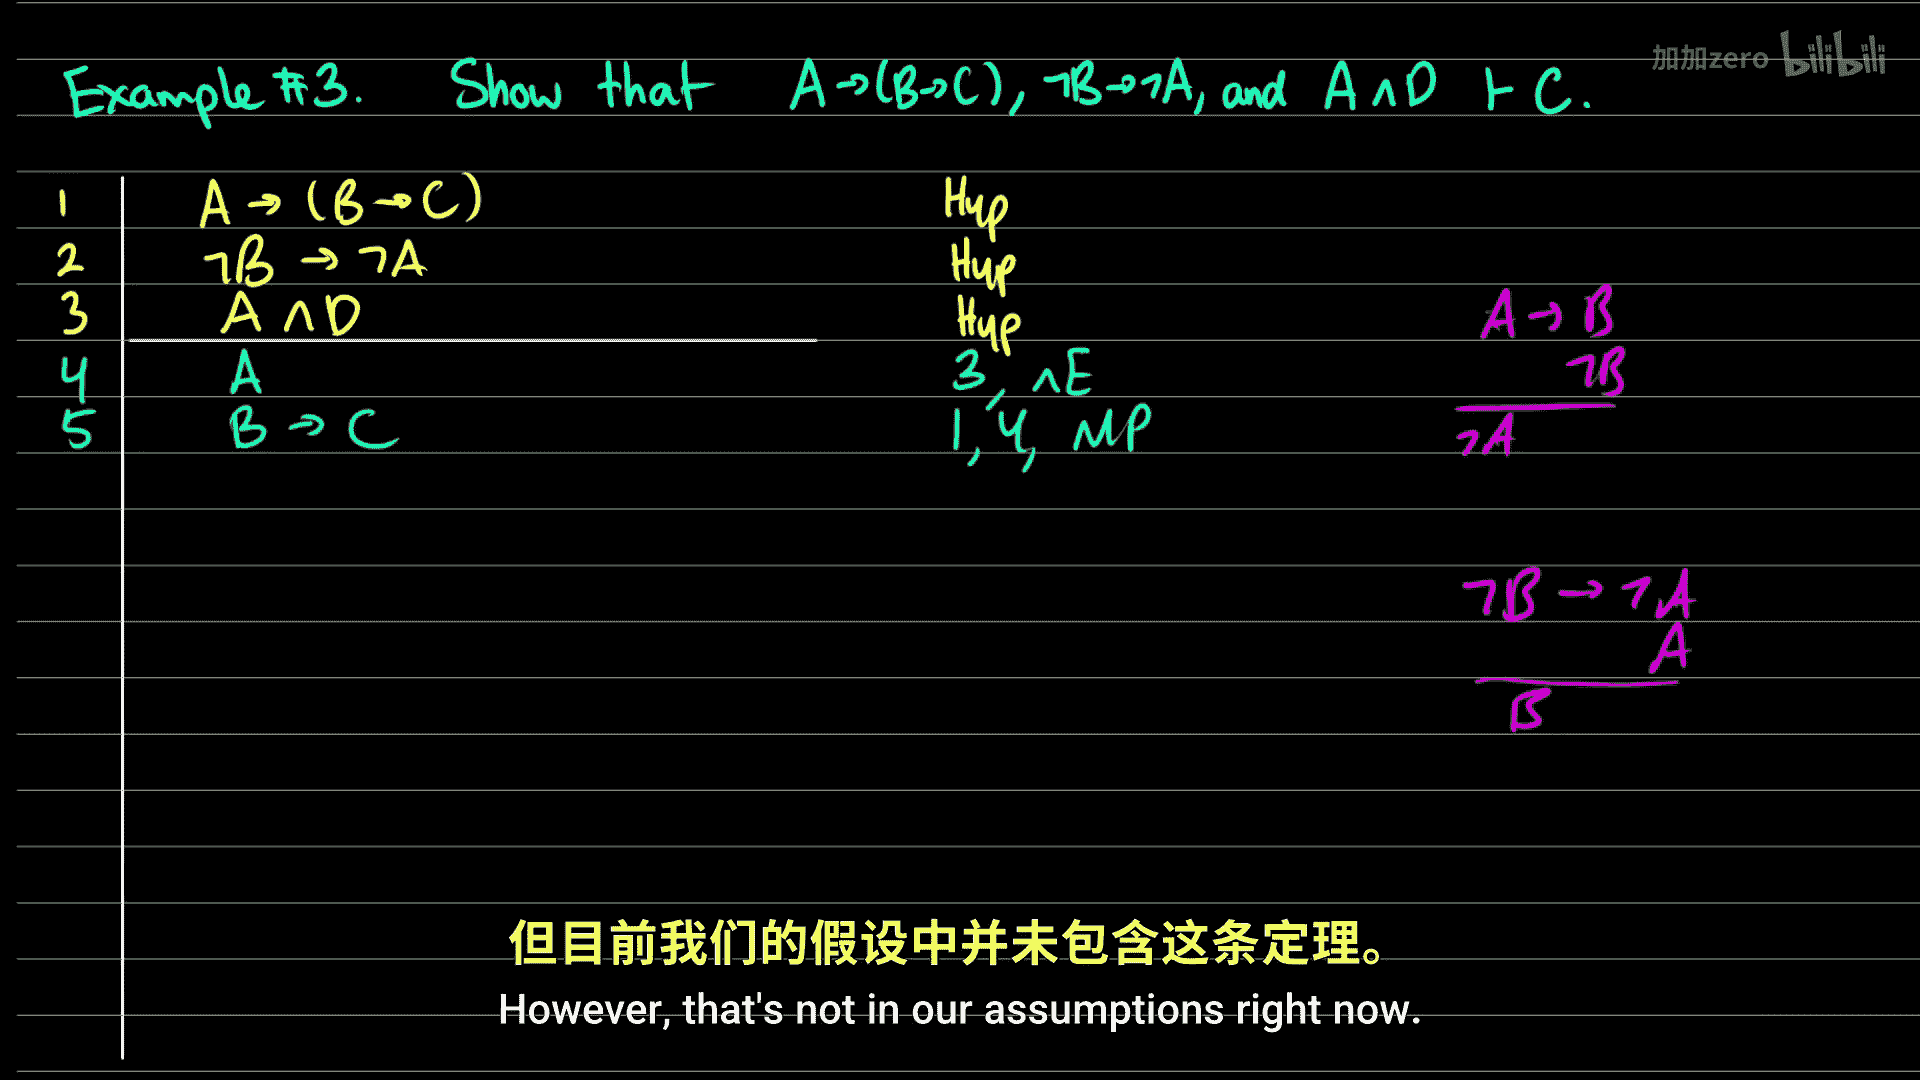 加加zero bilibili
Example #3. Show that A→(B→C), ¬B→¬A, and A∧D ⊢ C.
1 A → (B → C) Hyp
2 ¬B → ¬A Hyp
3 A ∧ D Hyp
4 A 3, ∧E
5 B → C 1, 4, MP
A → B
¬B
¬A
¬B → ¬A
A
B
但目前我们的假设中并未包含这条定理。
However, that's not in our assumptions right now.